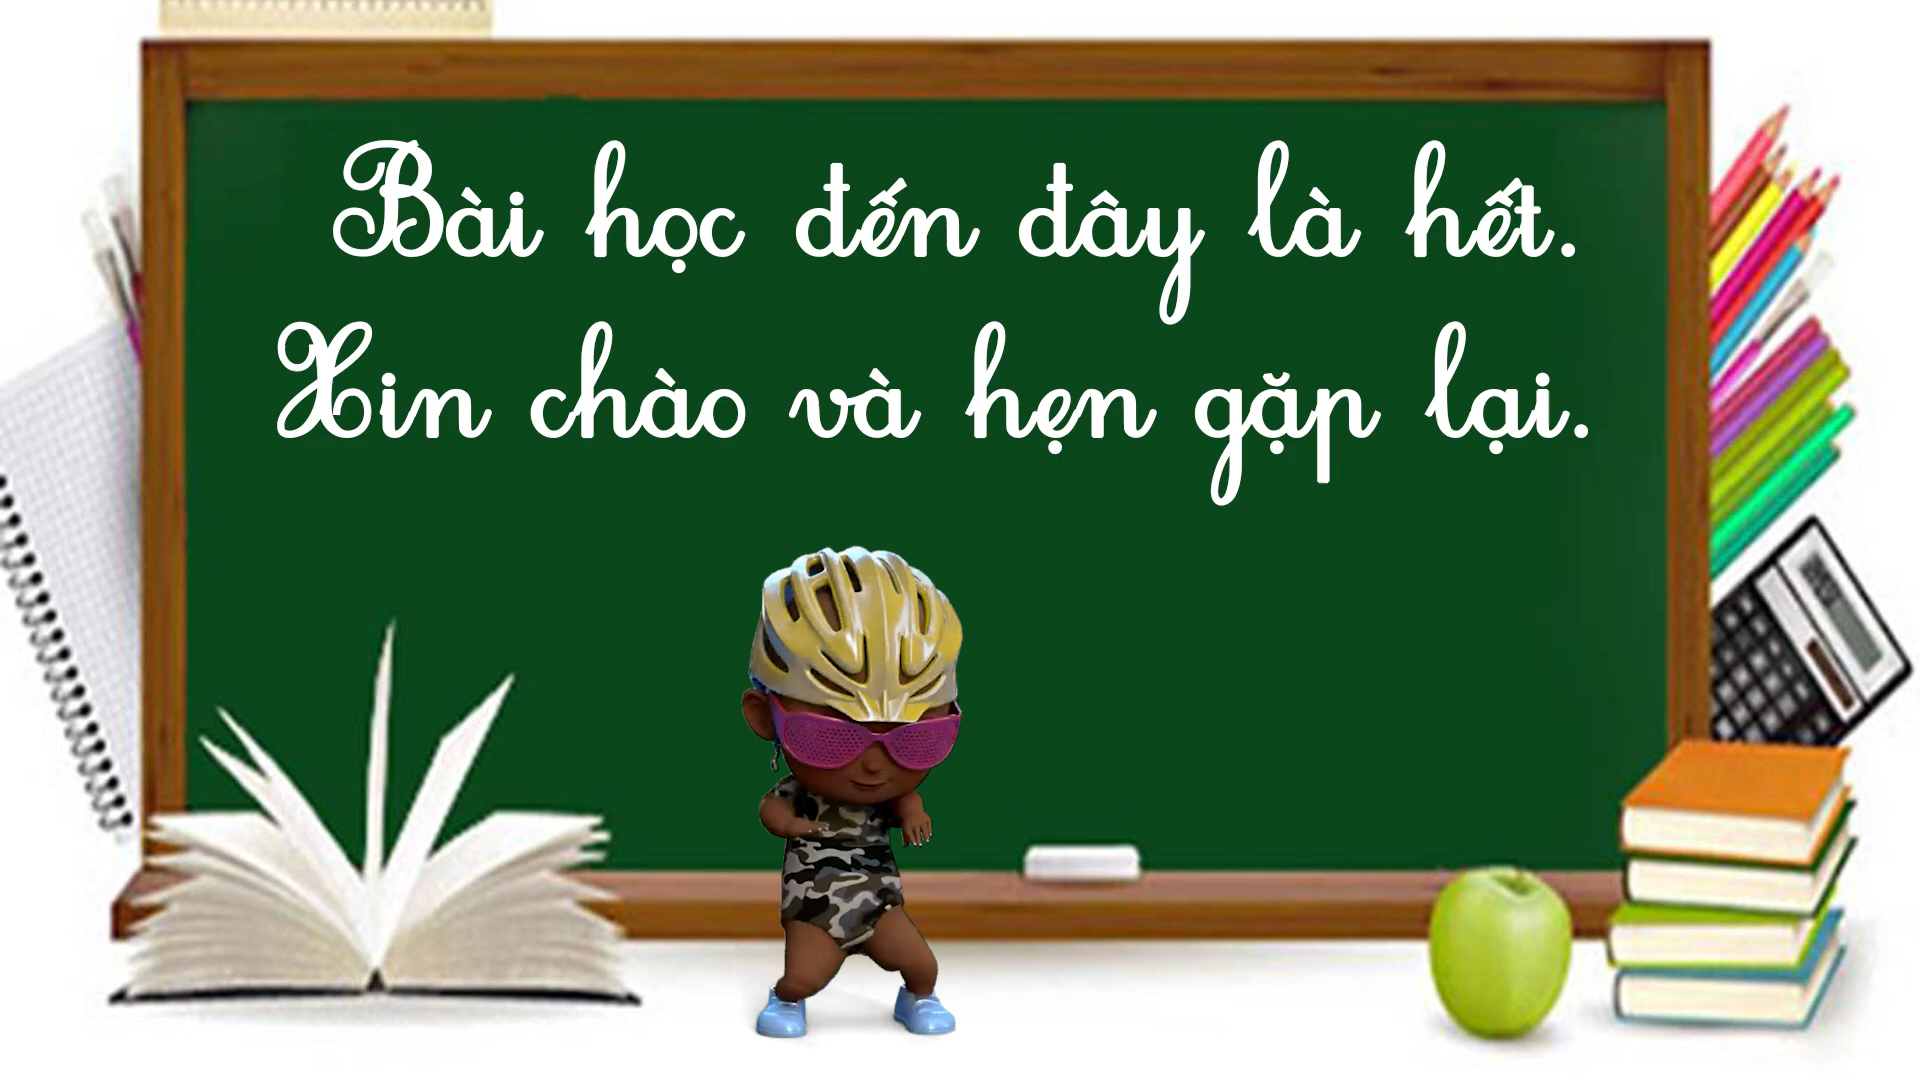 Bài học đến đây là hết.
Xin chào và hẹn gặp lại.